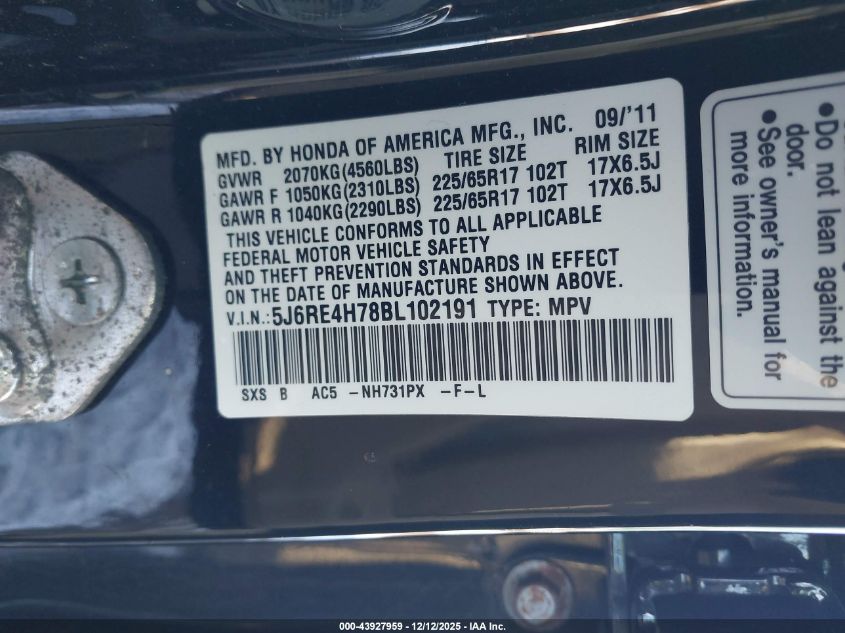 MFD. BY HONDA OF AMERICA MFG., INC. 09/'11
GVWR 2070KG(4560LBS) TIRE SIZE RIM SIZE
GAWR F 1050KG(2310LBS) 225/65R17 102T 17X6.5J
GAWR R 1040KG(2290LBS) 225/65R17 102T 17X6.5J
THIS VEHICLE CONFORMS TO ALL APPLICABLE
FEDERAL MOTOR VEHICLE SAFETY
AND THEFT PREVENTION STANDARDS IN EFFECT
ON THE DATE OF MANUFACTURE SHOWN ABOVE.
V.I.N.:5J6RE4H78BL102191 TYPE: MPV
SXS B AC5 -NH731PX -F-L
● Do not lean against the
door.
● See owner's manual for
more information.
000-43927959 - 12/12/2025 - IAA Inc.